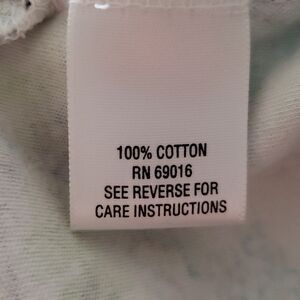 100% COTTON
RN 69016
SEE REVERSE FOR
CARE INSTRUCTIONS